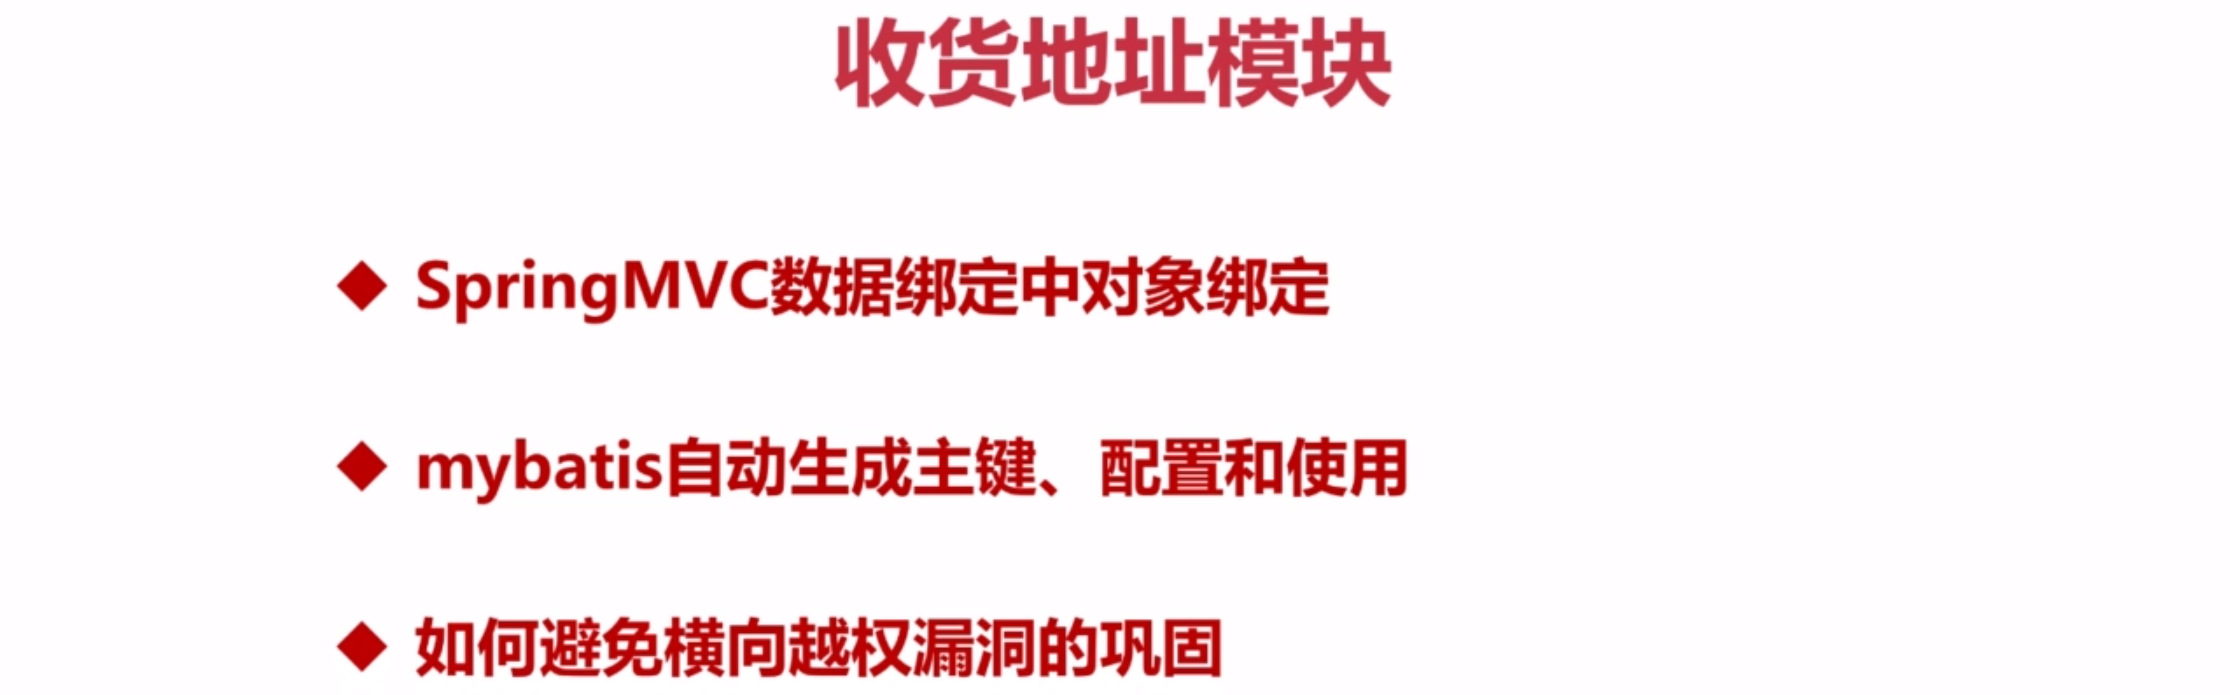 收货地址模块
SpringMVC数据绑定中对象绑定
mybatis自动生成主键、配置和使用
如何避免横向越权漏洞的巩固